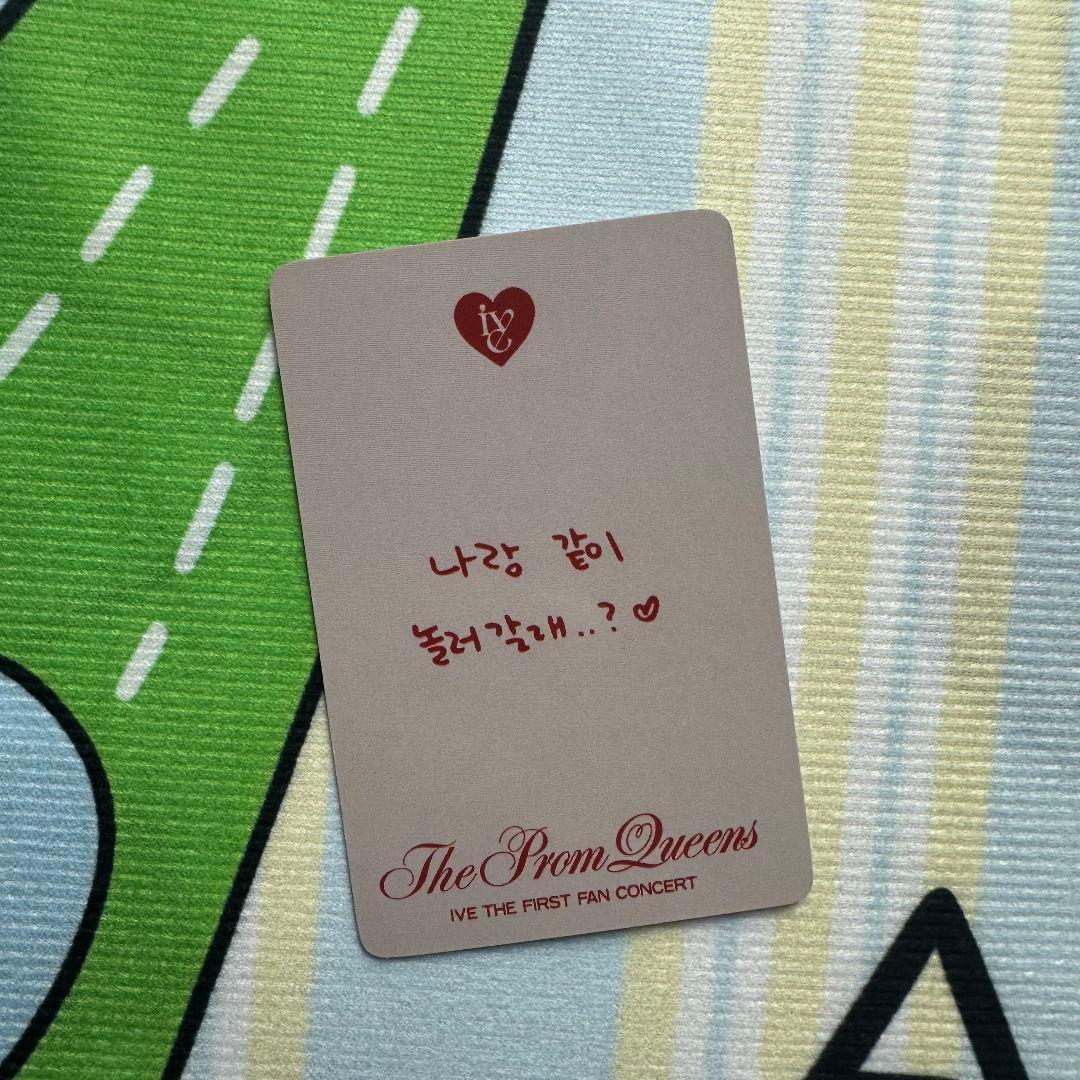 ive
나랑 같이
놀러갈래..? ♡
The Prom Queens
IVE THE FIRST FAN CONCERT
A